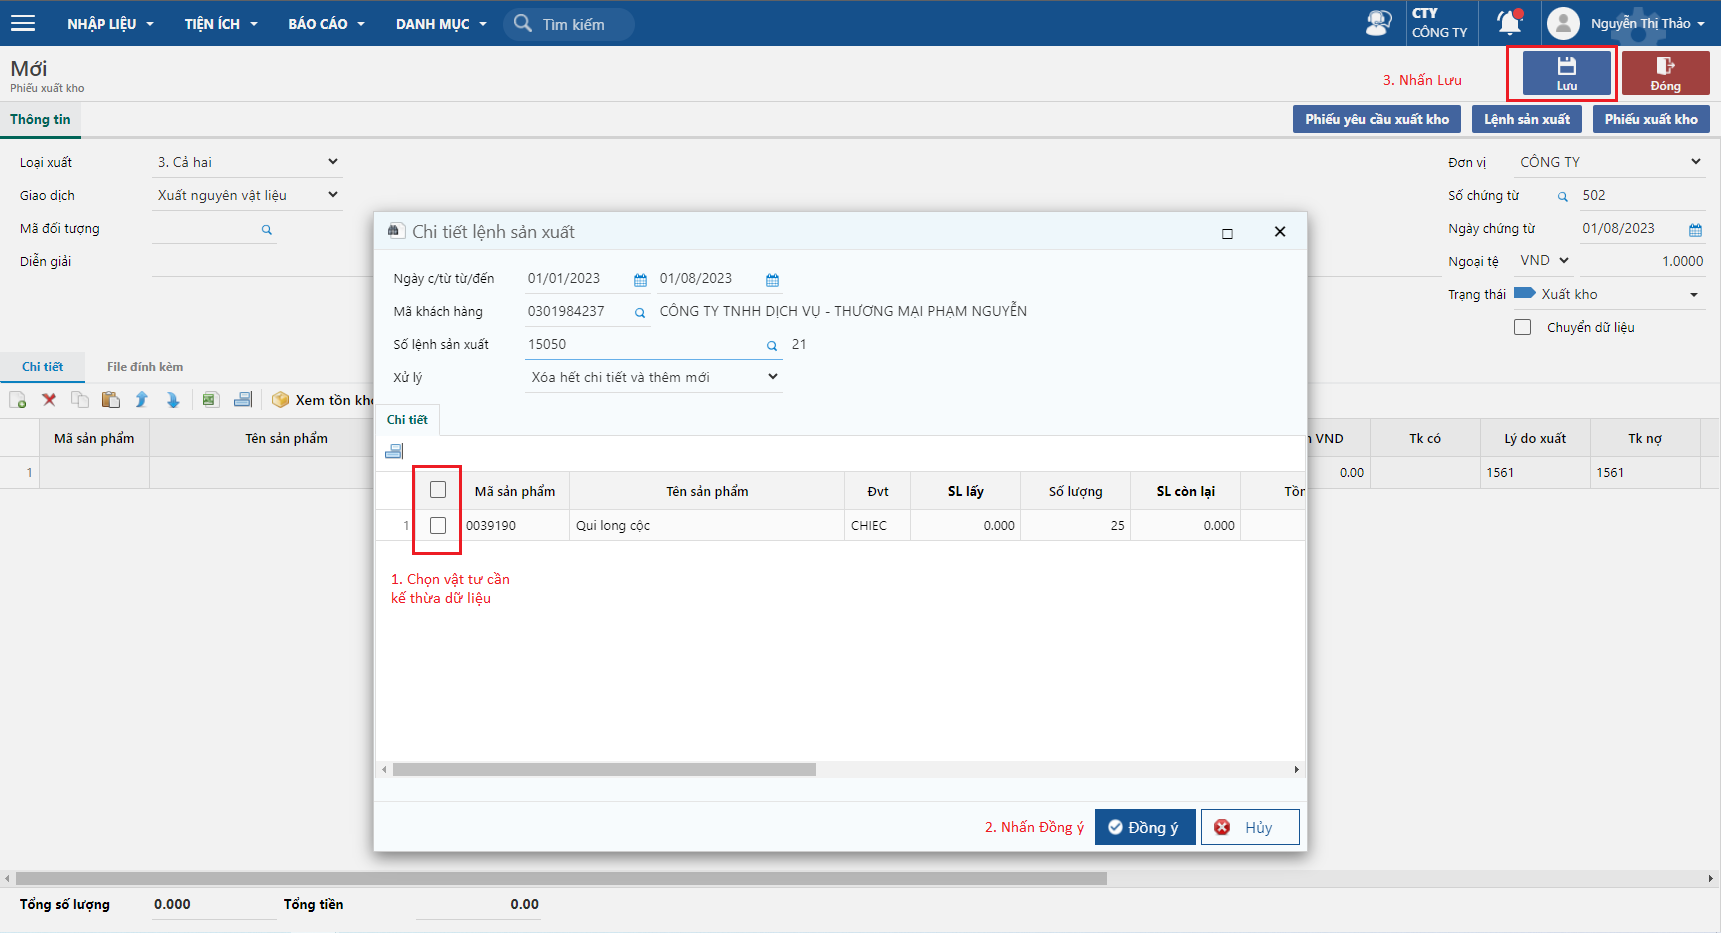 NHẬP LIỆU TIỆN ÍCH BÁO CÁO DANH MỤC Tìm kiếm CTY Nguyễn Thị Thảo
CÔNG TY
Mới
Phiếu xuất kho
3. Nhấn Lưu
Lưu
Đóng
Thông tin
Phiếu yêu cầu xuất kho Lệnh sản xuất Phiếu xuất kho
Loại xuất 3. Cả hai
Giao dịch Xuất nguyên vật liệu
Mã đối tượng
Diễn giải
Đơn vị CÔNG TY
Số chứng từ 502
Ngày chứng từ 01/08/2023
Ngoại tệ VND 1.0000
Trạng thái Xuất kho
Chuyển dữ liệu
Chi tiết File đính kèm
Xem tồn kho
Mã sản phẩm Tên sản phẩm VND Tk có Lý do xuất Tk nợ
1 0.00 1561 1561
Chi tiết lệnh sản xuất
Ngày c/từ từ/đến 01/01/2023 01/08/2023
Mã khách hàng 0301984237 CÔNG TY TNHH DỊCH VỤ - THƯƠNG MẠI PHẠM NGUYỄN
Số lệnh sản xuất 15050 21
Xử lý Xóa hết chi tiết và thêm mới
Chi tiết
Mã sản phẩm Tên sản phẩm Đvt SL lấy Số lượng SL còn lại Tồn
1 0039190 Qui long cộc CHIEC 0.000 25 0.000
1. Chọn vật tư cần
kế thừa dữ liệu
2. Nhấn Đồng ý Đồng ý Hủy
Tổng số lượng 0.000 Tổng tiền 0.00